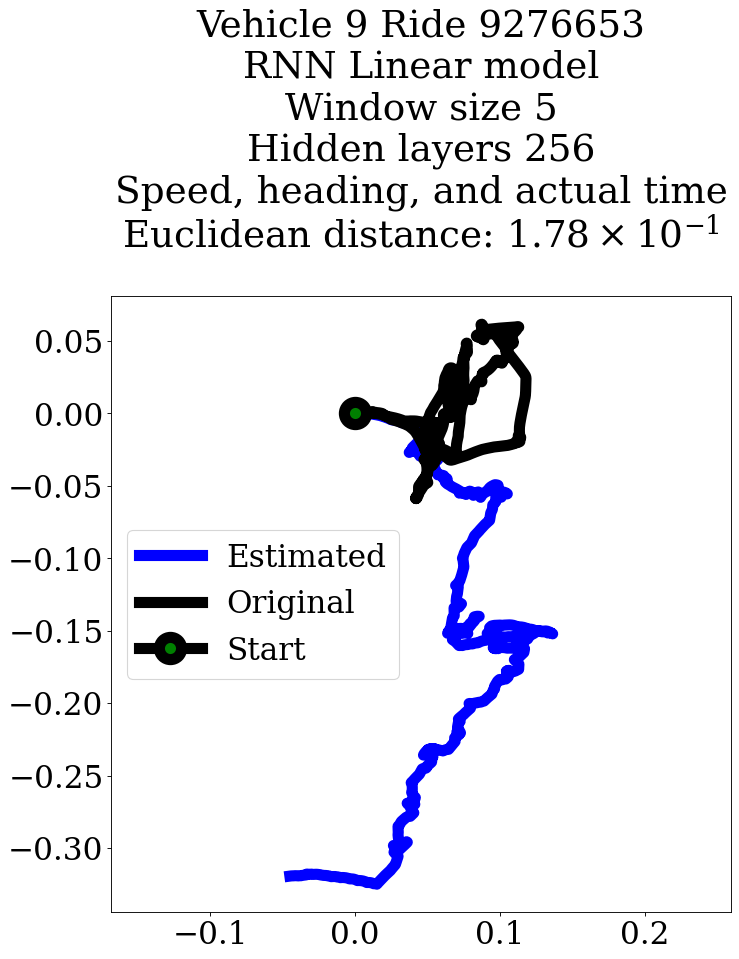 Vehicle 9 Ride 9276653
RNN Linear model
Window size 5
Hidden layers 256
Speed, heading, and actual time
Euclidean distance: 1.78 × 10⁻¹
0.05
0.00
−0.05
−0.10
−0.15
−0.20
−0.25
−0.30
Estimated
Original
Start
−0.1
0.0
0.1
0.2